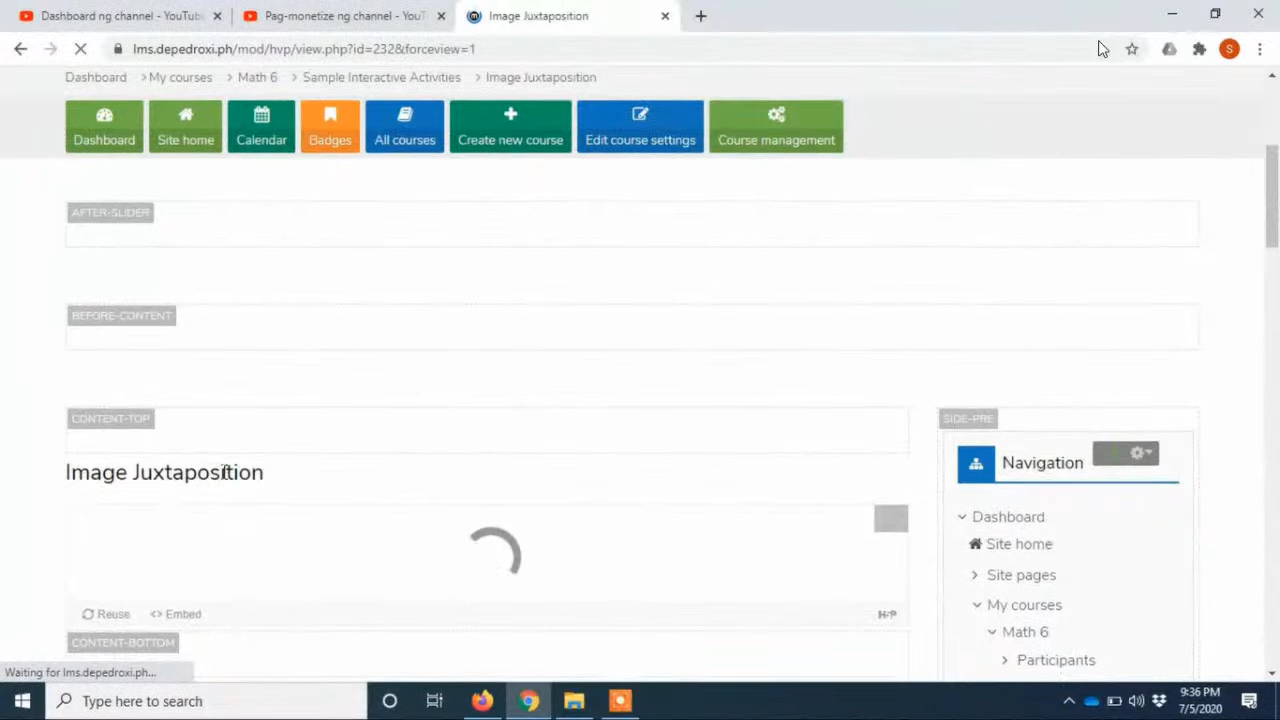 Dashboard ng channel - YouTube
Pag-monetize ng channel - YouT
Image Juxtaposition
lms.depedroxi.ph/mod/hvp/view.php?id=232&forceview=1
S
Dashboard > My courses > Math 6 > Sample Interactive Activities > Image Juxtaposition
Dashboard
Site home
Calendar
Badges
All courses
Create new course
Edit course settings
Course management
AFTER-SLIDER
BEFORE-CONTENT
CONTENT-TOP
SIDE-PRE
Image Juxtaposition
Navigation
Dashboard
Site home
Site pages
My courses
Math 6
Participants
Reuse
<> Embed
H-P
CONTENT-BOTTOM
Waiting for lms.depedroxi.ph...
Type here to search
9:36 PM
7/5/2020